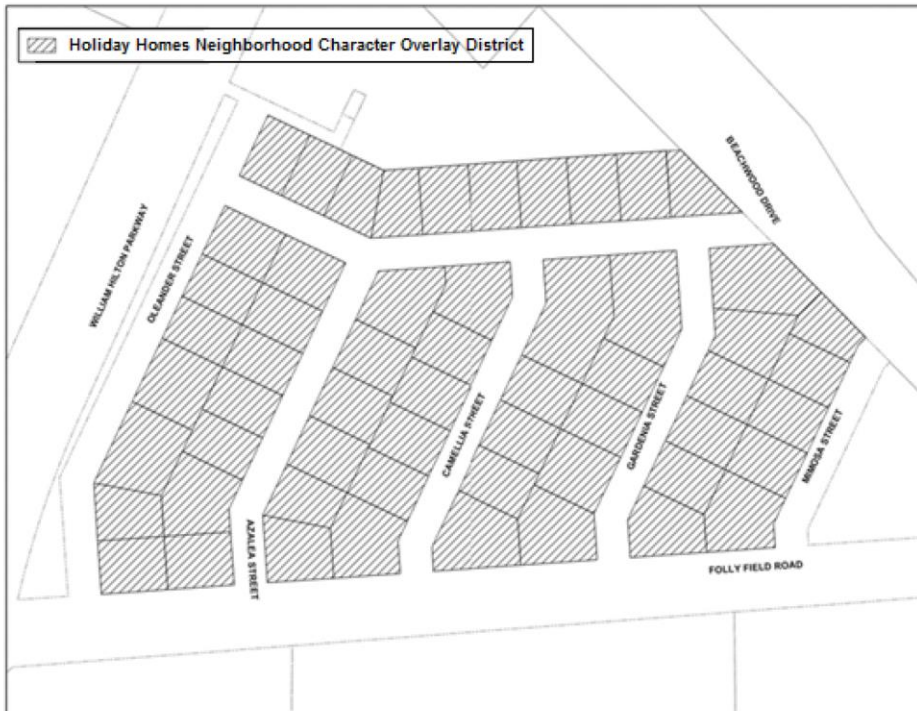 Holiday Homes Neighborhood Character Overlay District
BEACHWOOD DRIVE
WILLIAM HILTON PARKWAY
OLEANDER STREET
CAMELLIA STREET
GARDENIA STREET
MIMOSA STREET
AZALEA STREET
FOLLY FIELD ROAD